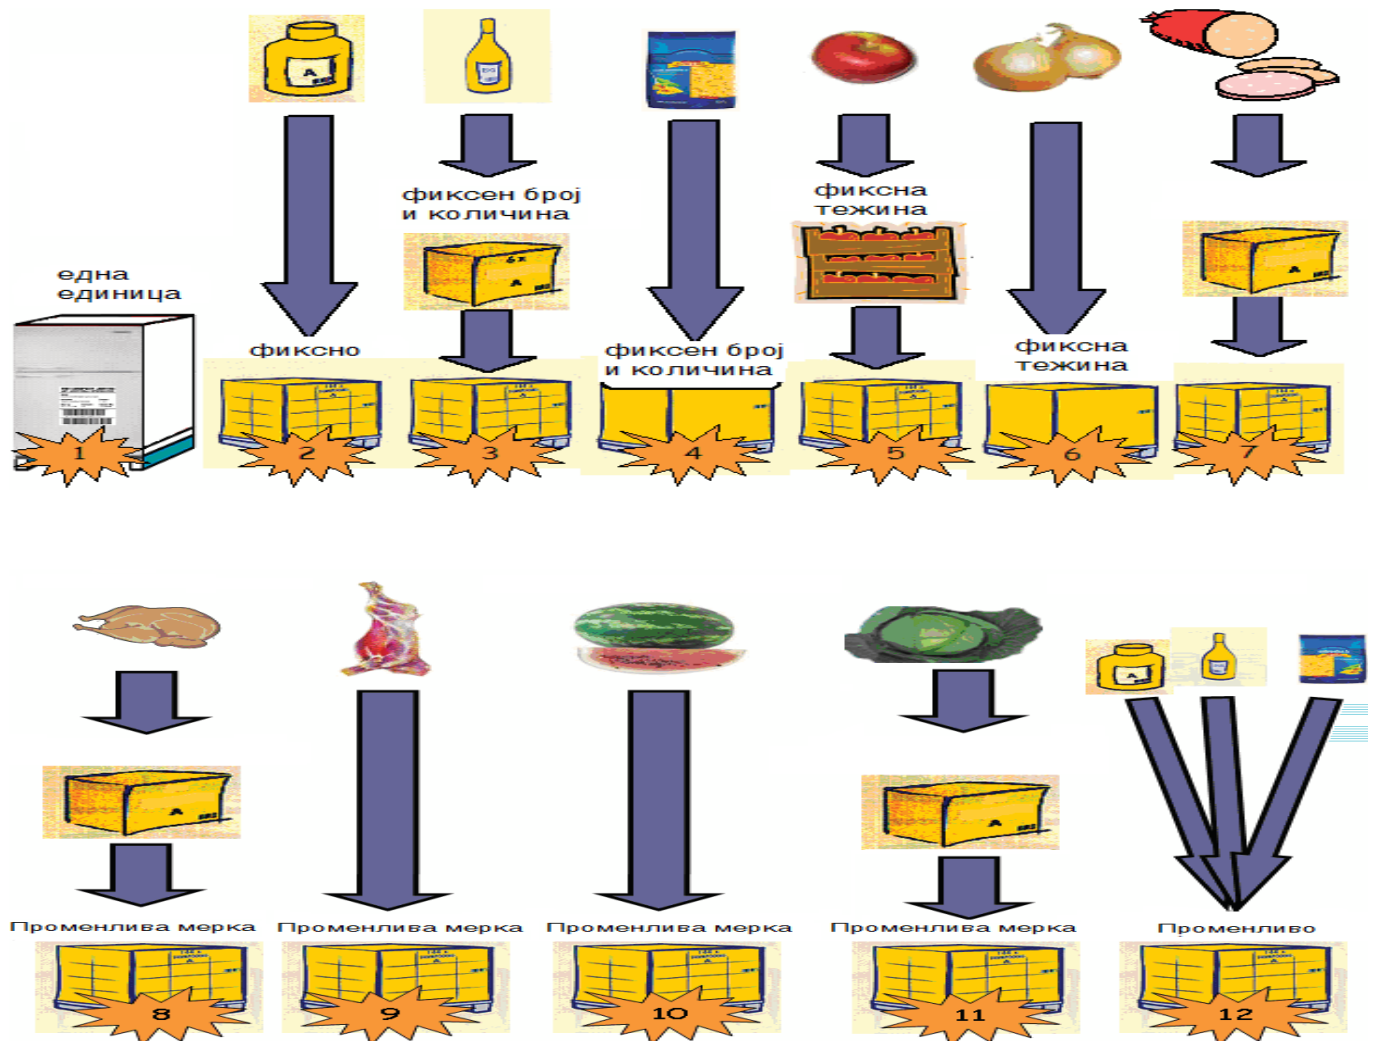 A
фиксен број
и количина
фиксна
тежина
6x
A
A
една
единица
фиксно
фиксен број
и количина
фиксна
тежина
A
A
A
A
1
2
3
4
5
6
7
A
A
A
Променлива мерка
Променлива мерка
Променлива мерка
Променлива мерка
Променливо
A
A
A
A
A
8
9
10
11
12